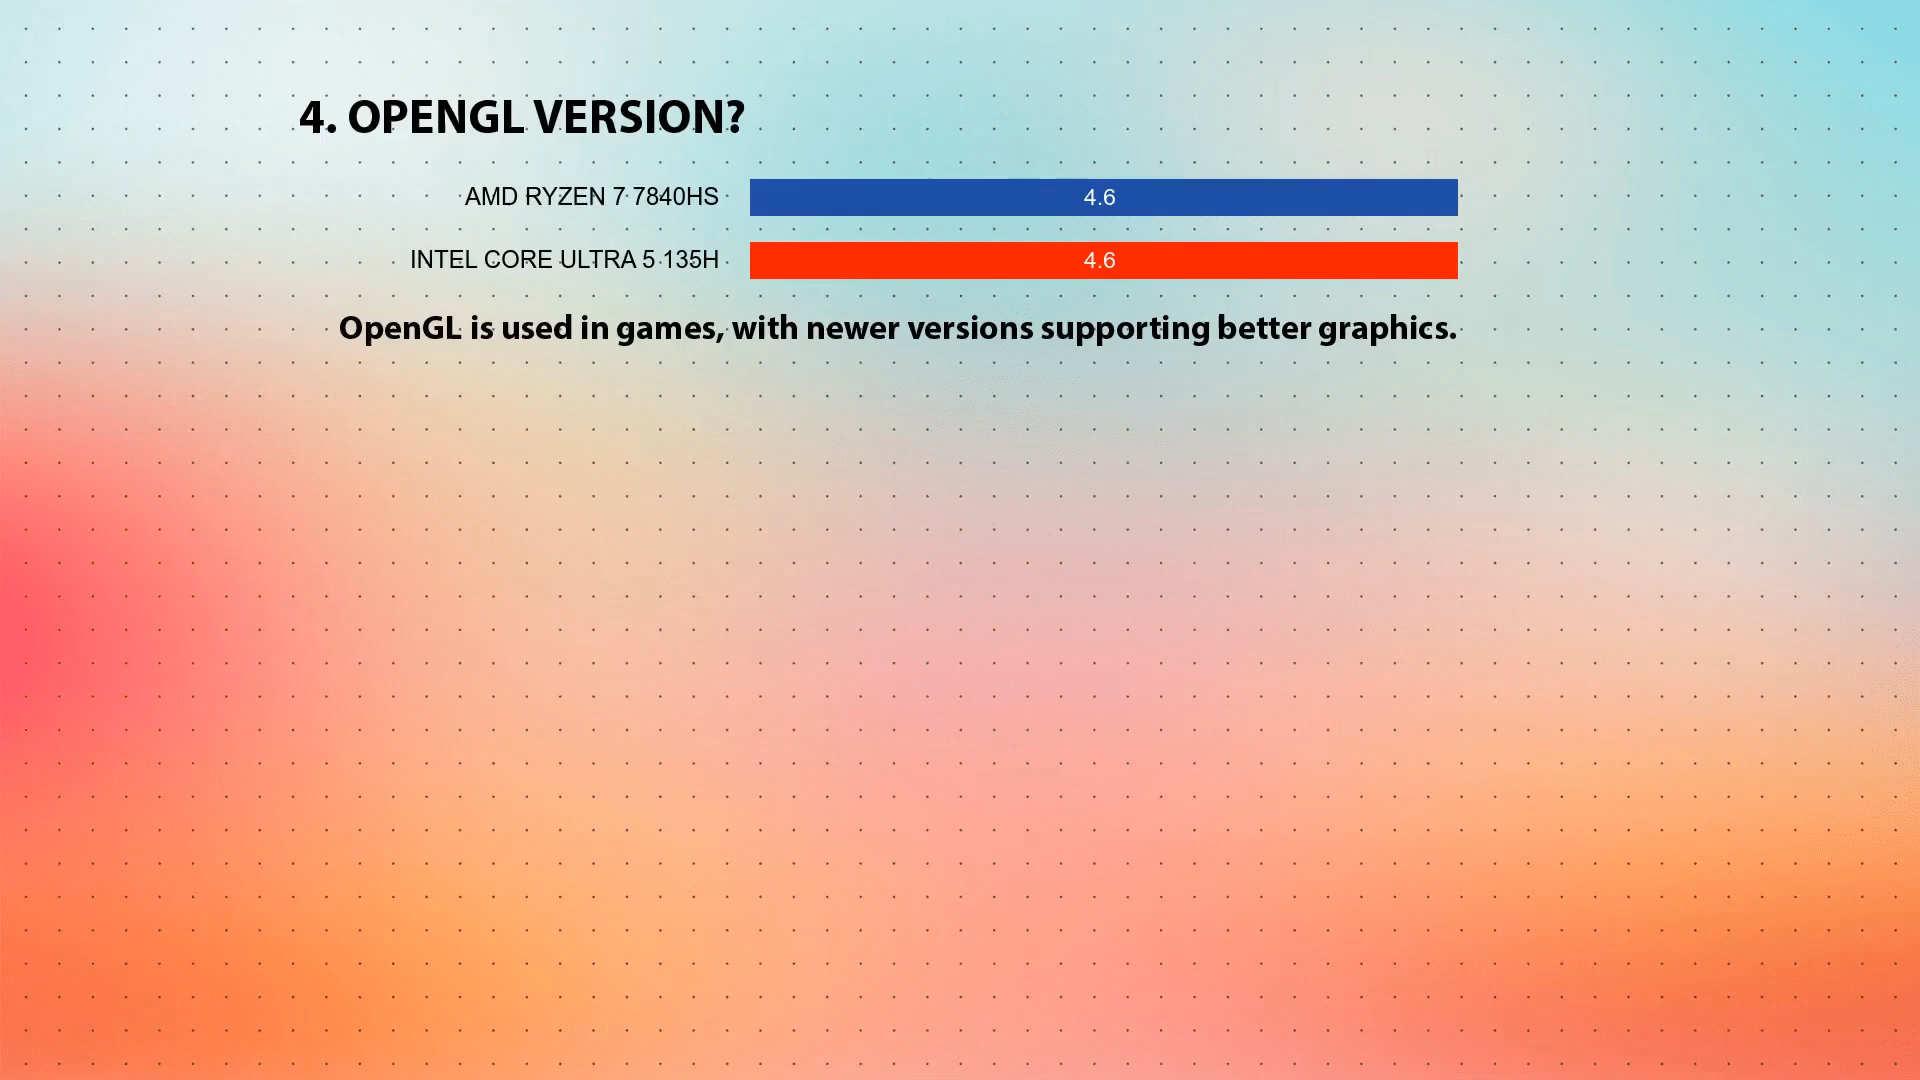 4. OPENGL VERSION?
AMD RYZEN 7 7840HS
4.6
INTEL CORE ULTRA 5 135H
4.6
OpenGL is used in games, with newer versions supporting better graphics.